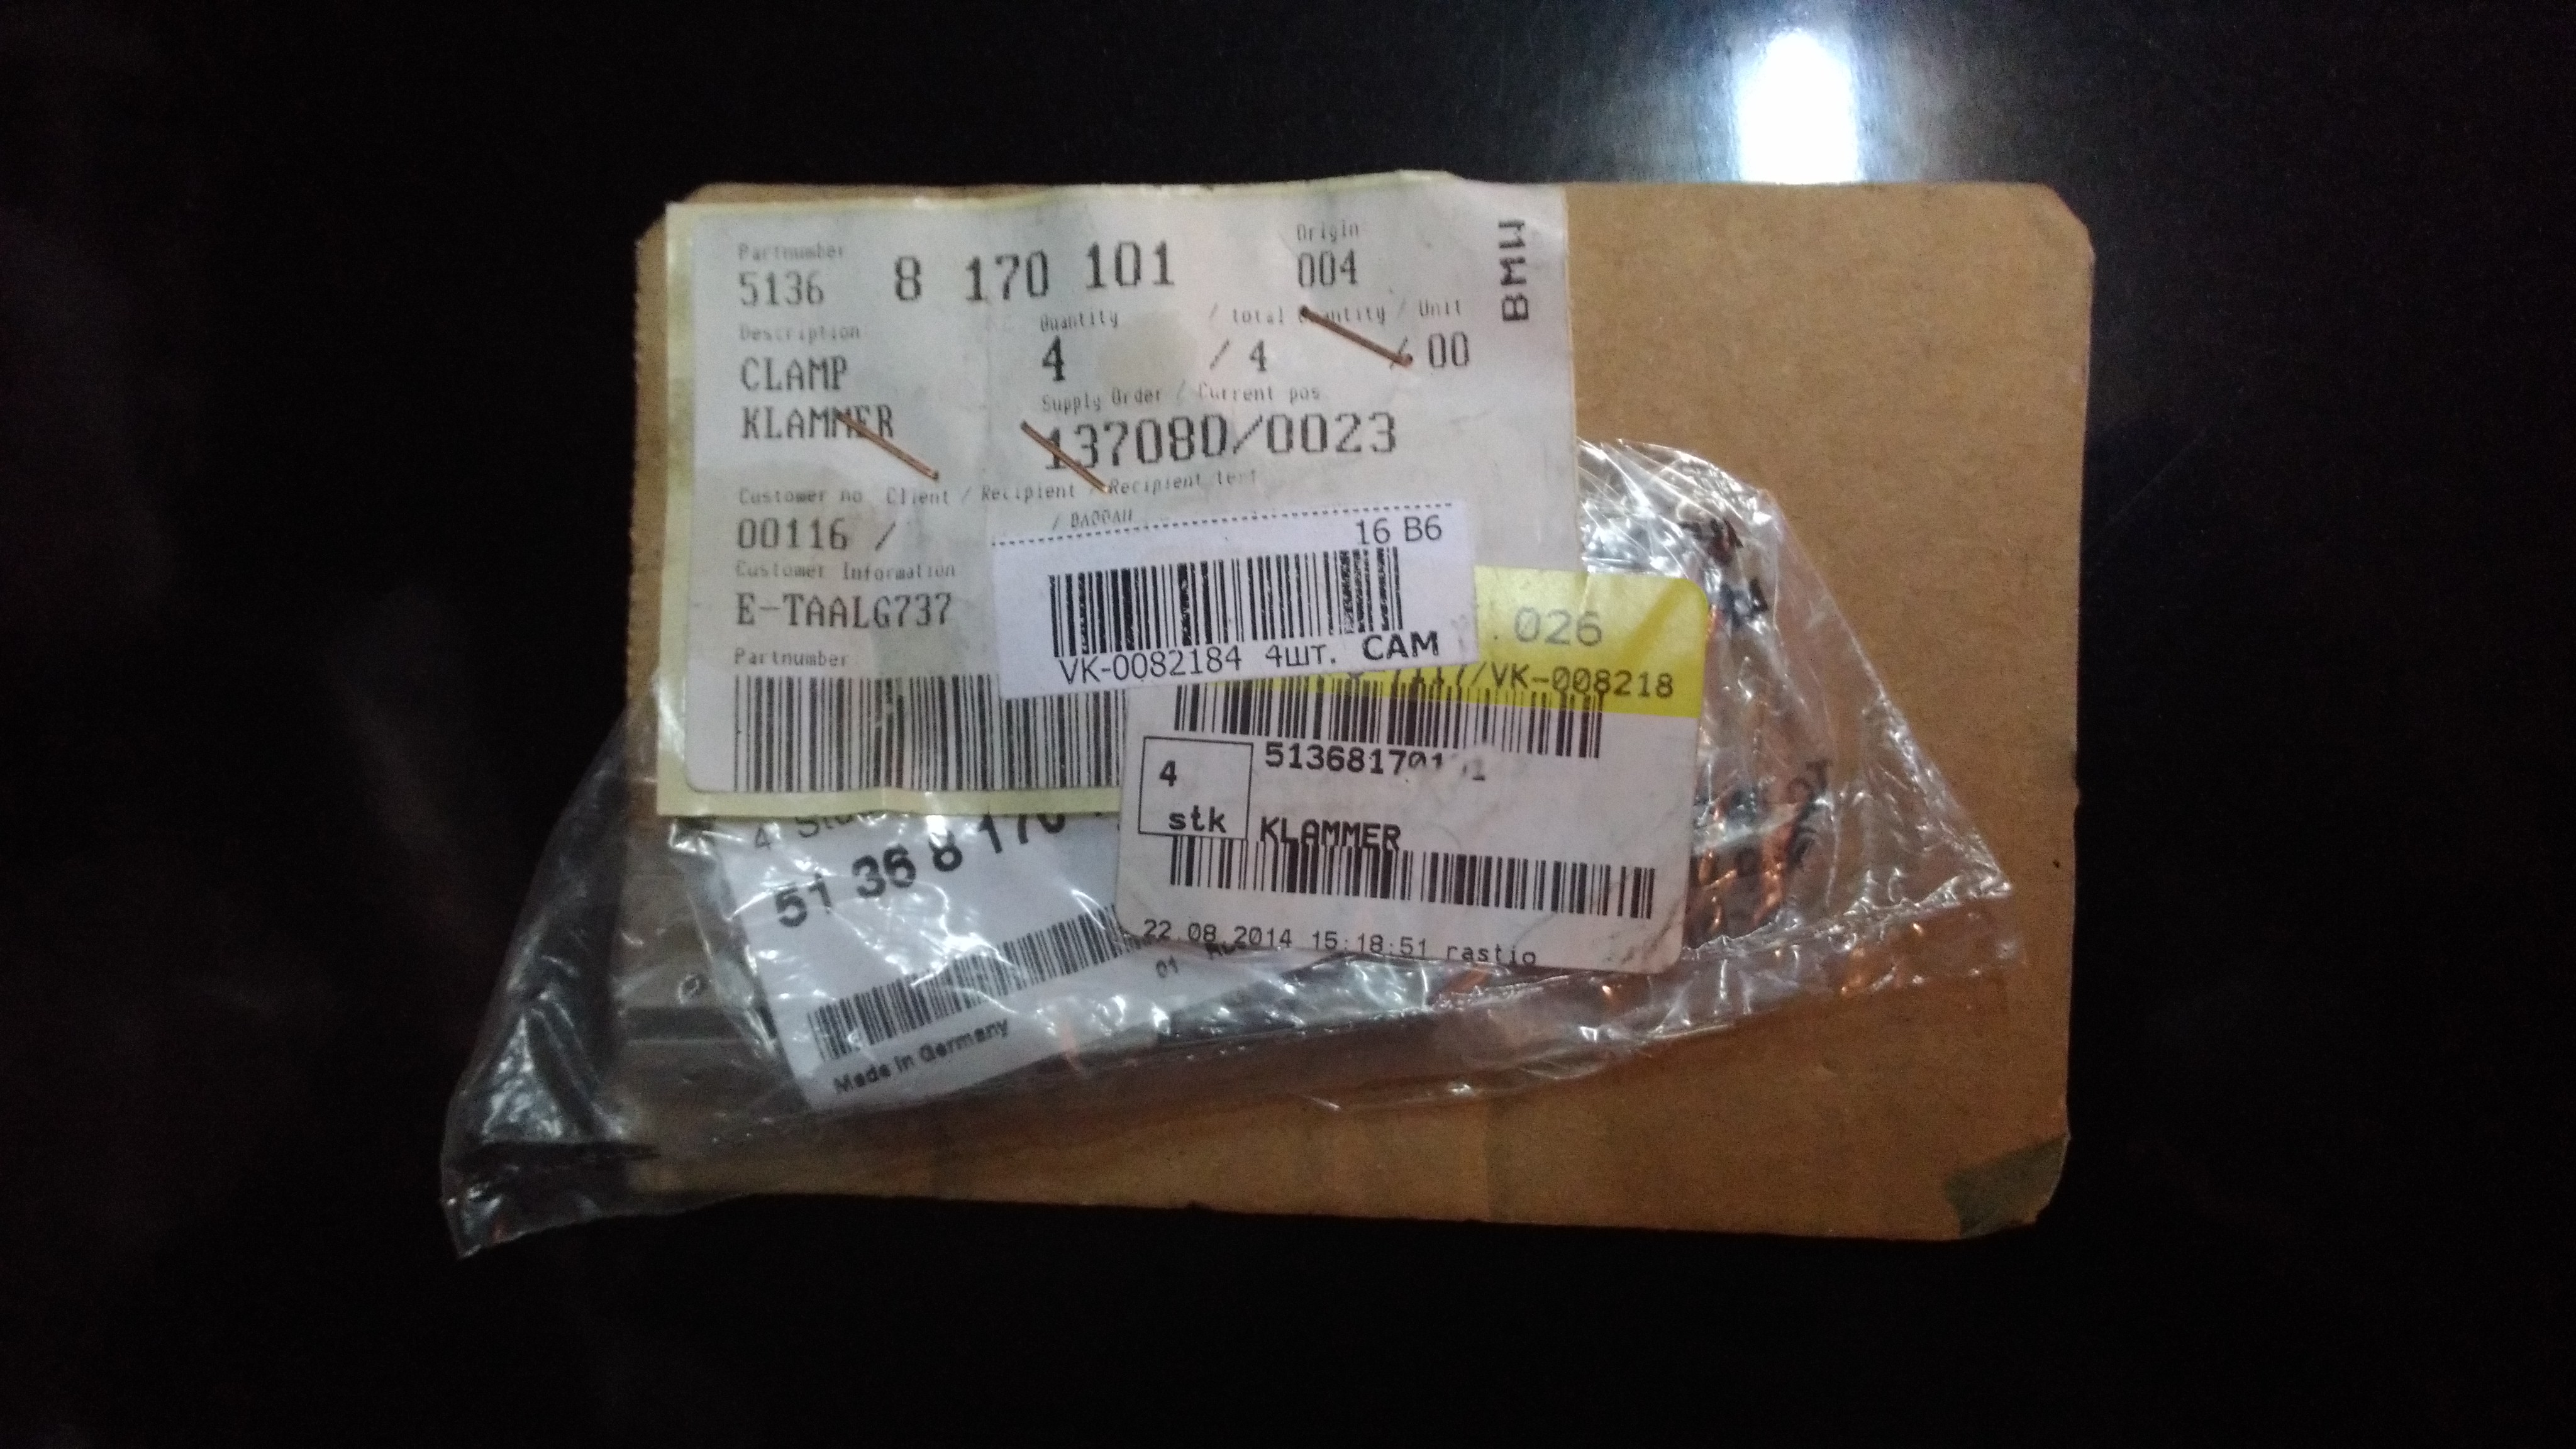 Partnumber
5136 8 170 101
Origin
004
BMW
Description
CLAMP
KLAMMER
Quantity / total Quantity / Unit
4 / 4 / 00
Supply Order / Current pos
137080/0023
Customer no Client / Recipient / Recipient text
00116 /
Customer Information
E-TAALG737
Partnumber
16 B6
VK-0082184 4шт. САМ
026
/VK-008218
4
stk
KLAMMER
22.08.2014 15:18:51 rastio
4
51 36 8 170
01
Made in Germany